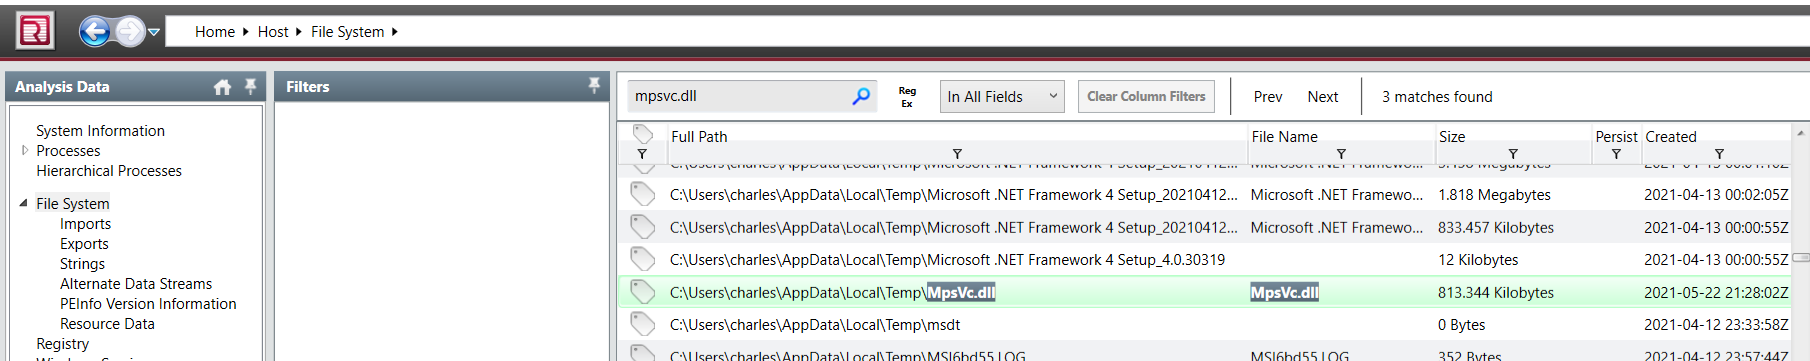 Home ▸ Host ▸ File System ▸
Analysis Data
System Information
Processes
Hierarchical Processes
File System
Imports
Exports
Strings
Alternate Data Streams
PEInfo Version Information
Resource Data
Registry
Filters
mpsvc.dll
Reg
Ex
In All Fields
Clear Column Filters
Prev Next
3 matches found
Full Path File Name Size Persist Created
C:\Users\charles\AppData\Local\Temp\Microsoft .NET Framework 4 Setup_20210412... Microsoft .NET Framewo... 1.818 Megabytes 2021-04-13 00:02:05Z
C:\Users\charles\AppData\Local\Temp\Microsoft .NET Framework 4 Setup_20210412... Microsoft .NET Framewo... 833.457 Kilobytes 2021-04-13 00:00:55Z
C:\Users\charles\AppData\Local\Temp\Microsoft .NET Framework 4 Setup_4.0.30319 12 Kilobytes 2021-04-13 00:00:55Z
C:\Users\charles\AppData\Local\Temp\MpsVc.dll MpsVc.dll 813.344 Kilobytes 2021-05-22 21:28:02Z
C:\Users\charles\AppData\Local\Temp\msdt 0 Bytes 2021-04-12 23:33:58Z
C:\Users\charles\AppData\Local\Temp\MSI6bd55.LOG MSI6bd55.LOG 352 Bytes 2021-04-12 23:57:44Z